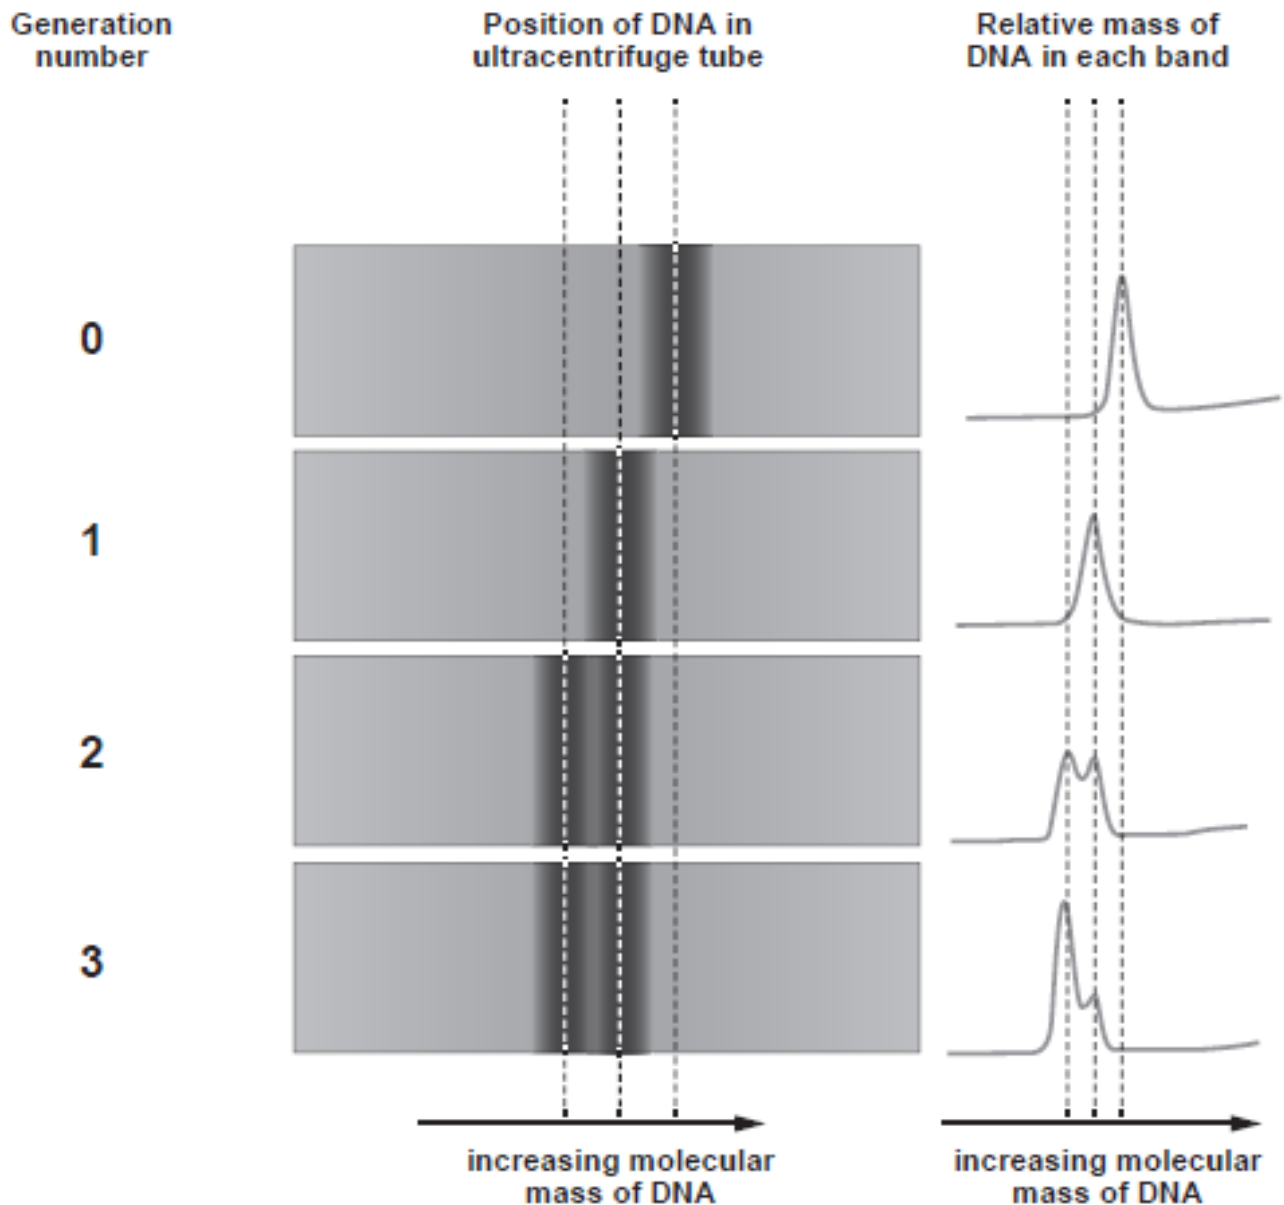 Generation
number
Position of DNA in
ultracentrifuge tube
Relative mass of
DNA in each band
0
1
2
3
increasing molecular
mass of DNA
increasing molecular
mass of DNA